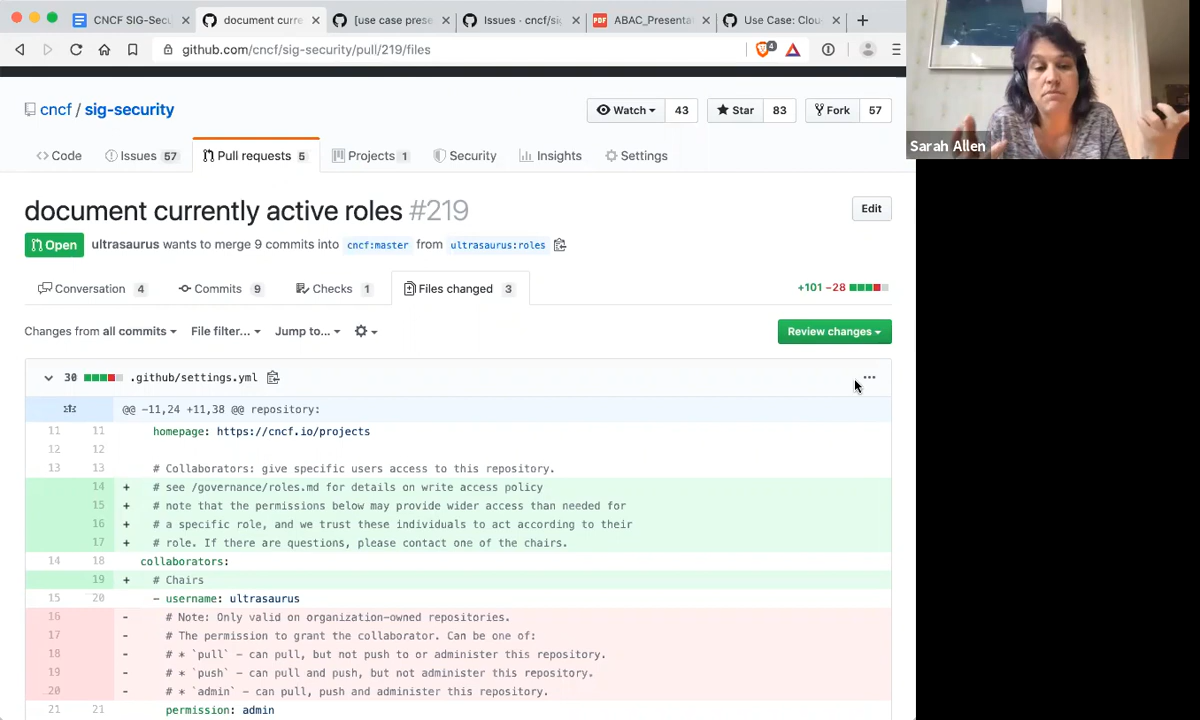 CNCF SIG-Secu
document curre
[use case prese
Issues · cncf/sig
PDF
ABAC_Presenta
Use Case: Clou
github.com/cncf/sig-security/pull/219/files
4
cncf / sig-security
Watch 43
Star 83
Fork 57
Code
Issues 57
Pull requests 5
Projects 1
Security
Insights
Settings
document currently active roles #219
Edit
Open
ultrasaurus wants to merge 9 commits into cncf:master from ultrasaurus:roles
Conversation 4
Commits 9
Checks 1
Files changed 3
+101 −28
Changes from all commits
File filter...
Jump to...
Review changes
30 .github/settings.yml
@@ -11,24 +11,38 @@ repository:
11 11 homepage: https://cncf.io/projects
12 12
13 13 # Collaborators: give specific users access to this repository.
14 + # see /governance/roles.md for details on write access policy
15 + # note that the permissions below may provide wider access than needed for
16 + # a specific role, and we trust these individuals to act according to their
17 + # role. If there are questions, please contact one of the chairs.
14 18 collaborators:
19 + # Chairs
15 20 - username: ultrasaurus
16 - # Note: Only valid on organization-owned repositories.
17 - # The permission to grant the collaborator. Can be one of:
18 - # * `pull` - can pull, but not push to or administer this repository.
19 - # * `push` - can pull and push, but not administer this repository.
20 - # * `admin` - can pull, push and administer this repository.
21 21 permission: admin
Sarah Allen